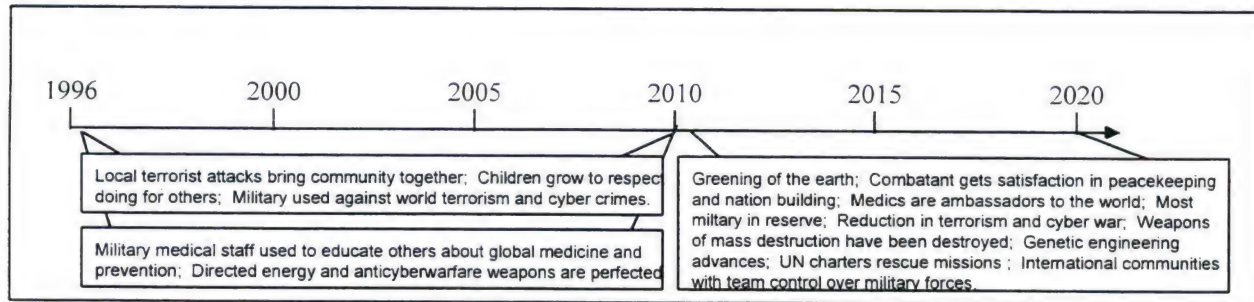 1996 2000 2005 2010 2015 2020
Local terrorist attacks bring community together; Children grow to respect
doing for others; Military used against world terrorism and cyber crimes.
Military medical staff used to educate others about global medicine and
prevention; Directed energy and anticyberwarfare weapons are perfected
Greening of the earth; Combatant gets satisfaction in peacekeeping
and nation building; Medics are ambassadors to the world; Most
miltary in reserve; Reduction in terrorism and cyber war; Weapons
of mass destruction have been destroyed; Genetic engineering
advances; UN charters rescue missions ; International communities
with team control over military forces.